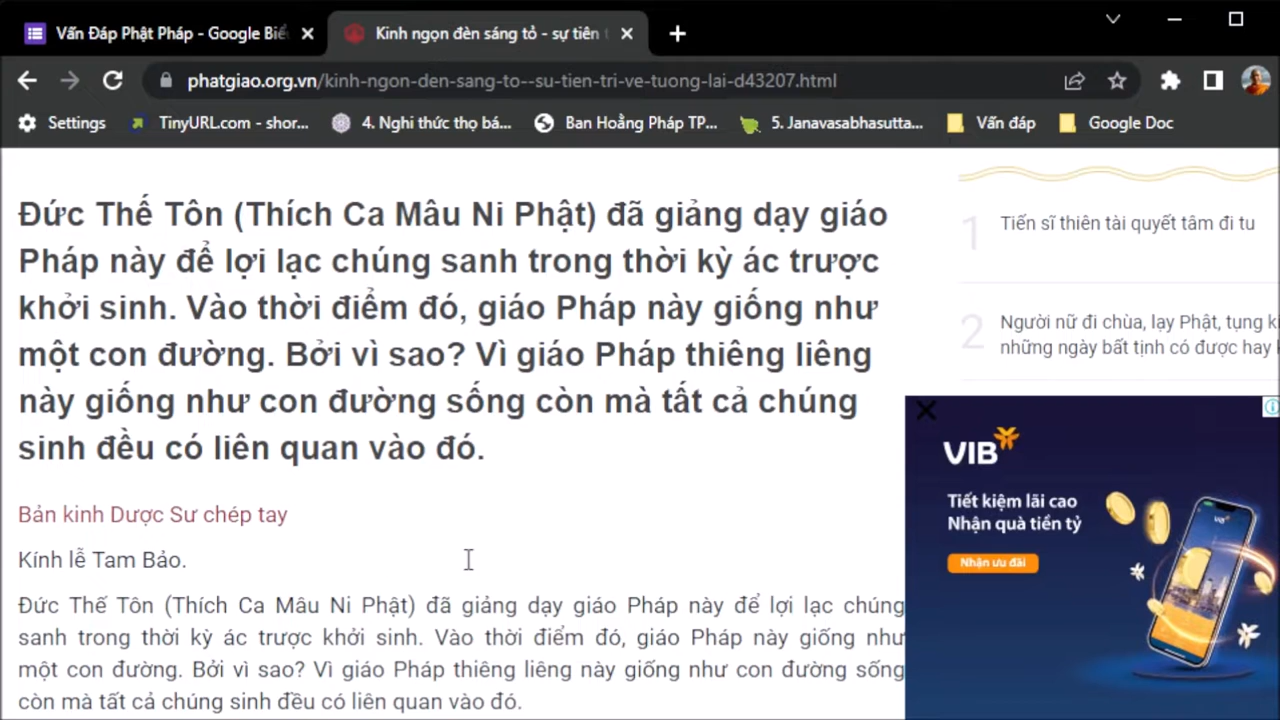 Vấn Đáp Phật Pháp - Google Biể
Kinh ngọn đèn sáng tỏ - sự tiên t
phatgiao.org.vn/kinh-ngon-den-sang-to--su-tien-tri-ve-tuong-lai-d43207.html
Settings
TinyURL.com - shor...
4. Nghi thức thọ bá...
Ban Hoằng Pháp TP...
5. Janavasabhasutta...
Vấn đáp
Google Doc
Đức Thế Tôn (Thích Ca Mâu Ni Phật) đã giảng dạy giáo
Pháp này để lợi lạc chúng sanh trong thời kỳ ác trược
khởi sinh. Vào thời điểm đó, giáo Pháp này giống như
một con đường. Bởi vì sao? Vì giáo Pháp thiêng liêng
này giống như con đường sống còn mà tất cả chúng
sinh đều có liên quan vào đó.
Bản kinh Dược Sư chép tay
Kính lễ Tam Bảo.
Đức Thế Tôn (Thích Ca Mâu Ni Phật) đã giảng dạy giáo Pháp này để lợi lạc chúng
sanh trong thời kỳ ác trược khởi sinh. Vào thời điểm đó, giáo Pháp này giống như
một con đường. Bởi vì sao? Vì giáo Pháp thiêng liêng này giống như con đường sống
còn mà tất cả chúng sinh đều có liên quan vào đó.
1
Tiến sĩ thiên tài quyết tâm đi tu
2
Người nữ đi chùa, lạy Phật, tụng ki
những ngày bất tịnh có được hay k
VIB
Tiết kiệm lãi cao
Nhận quà tiền tỷ
Nhận ưu đãi
VIB